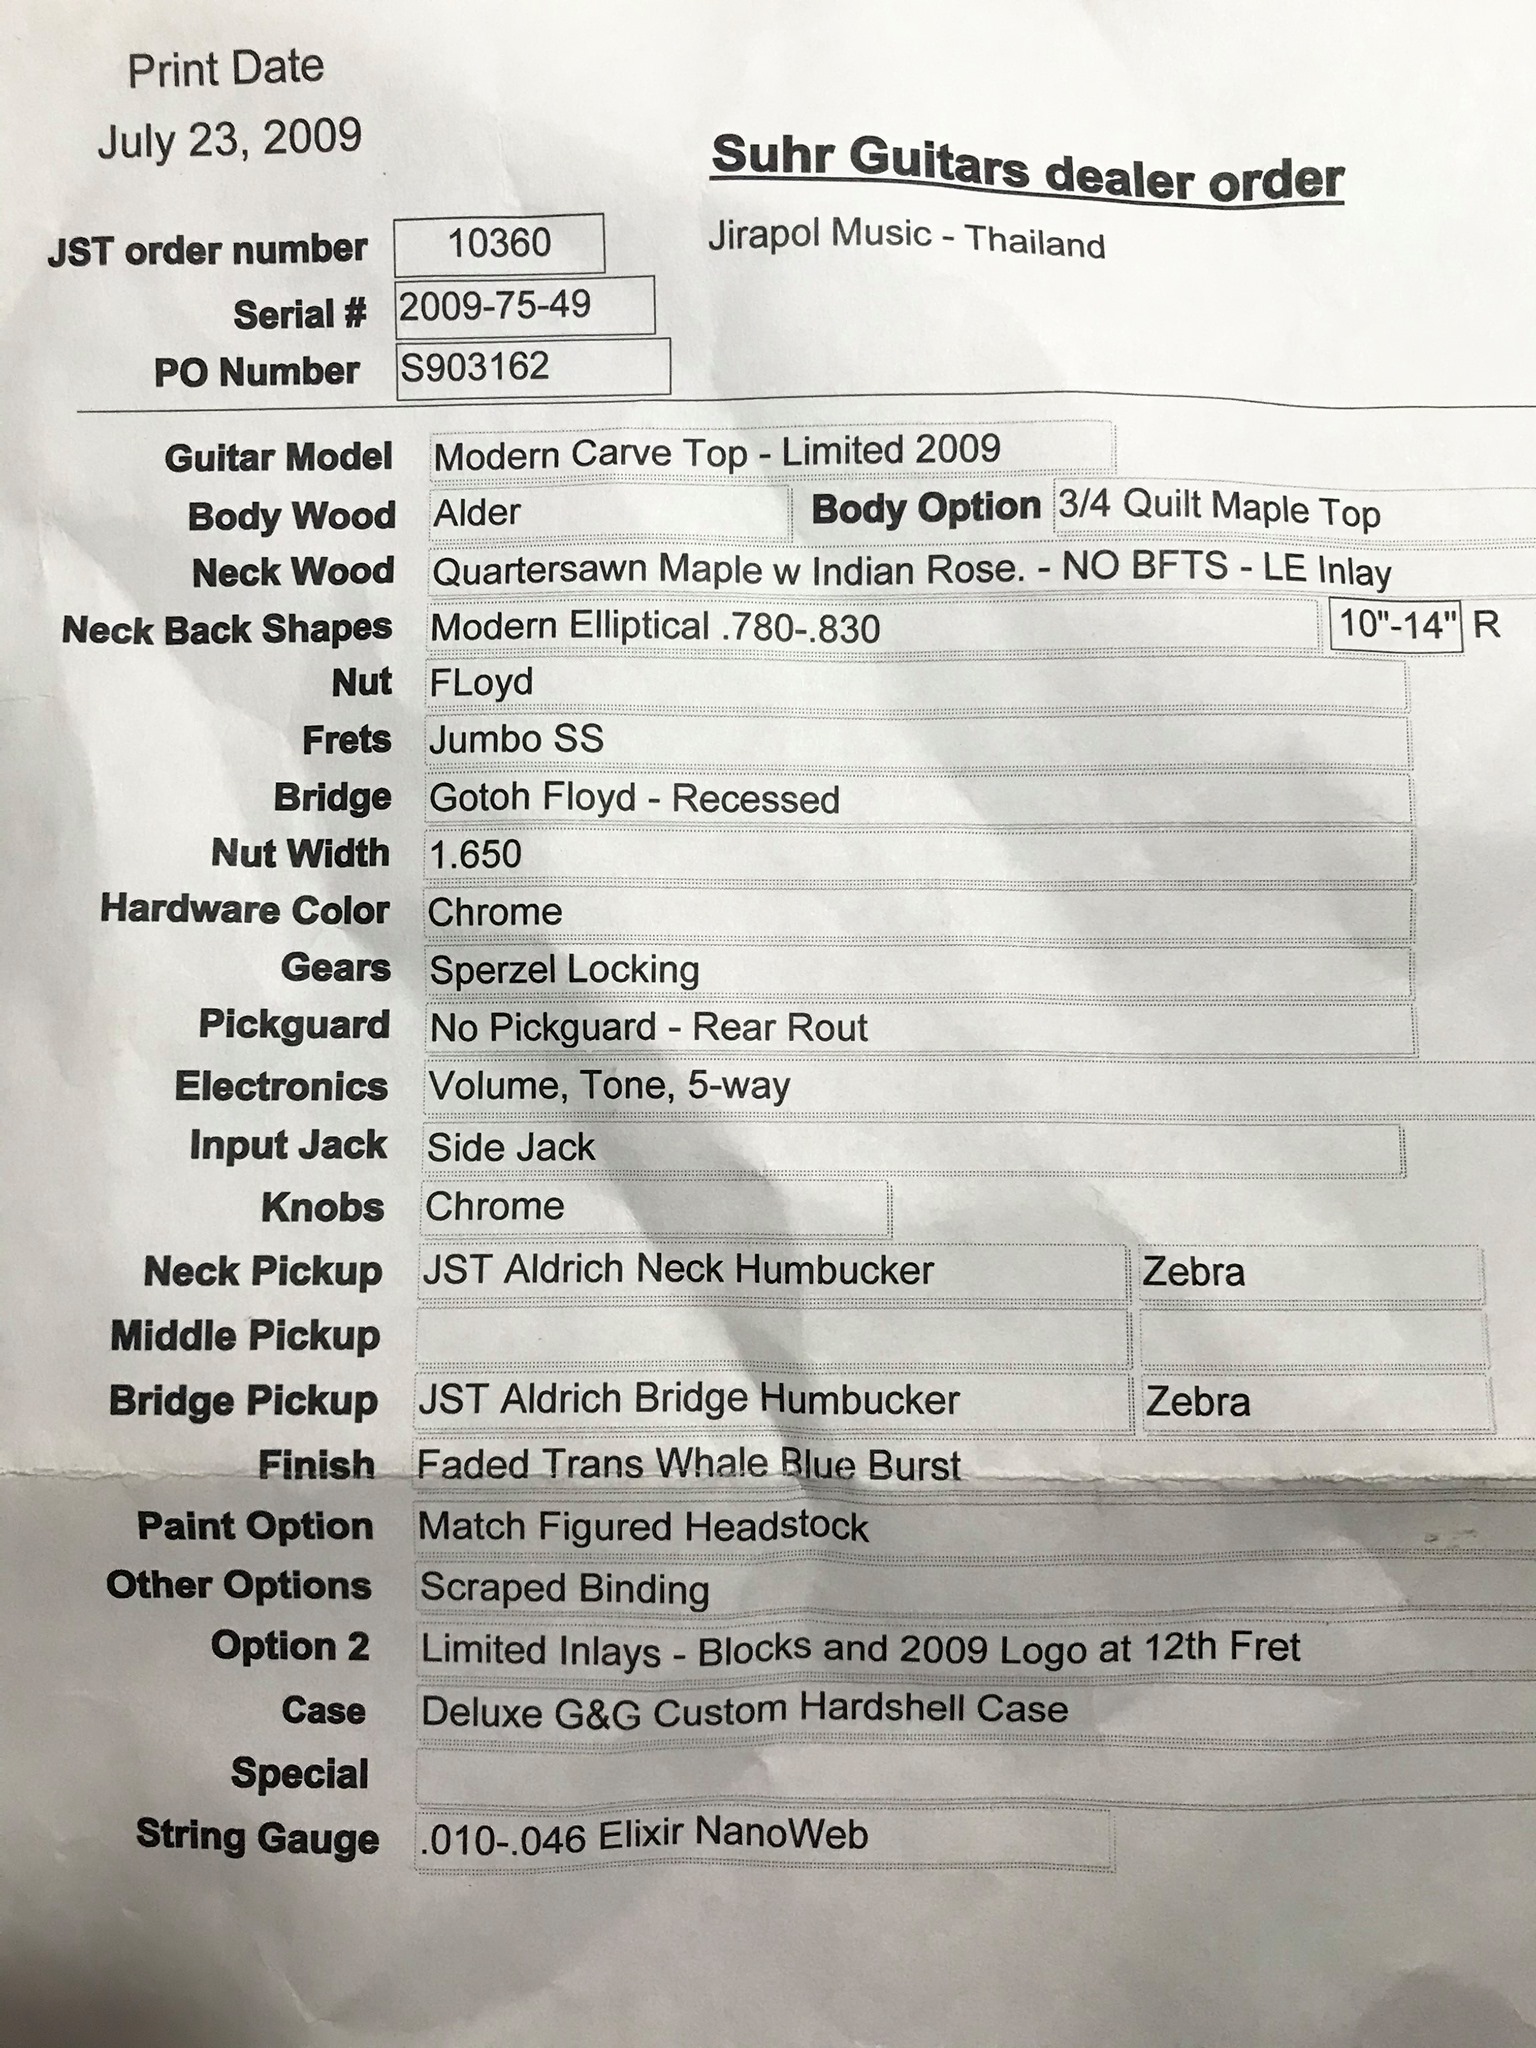 Print Date
July 23, 2009
Suhr Guitars dealer order
Jirapol Music - Thailand
JST order number 10360
Serial # 2009-75-49
PO Number S903162
Guitar Model Modern Carve Top - Limited 2009
Body Wood Alder Body Option 3/4 Quilt Maple Top
Neck Wood Quartersawn Maple w Indian Rose. - NO BFTS - LE Inlay
Neck Back Shapes Modern Elliptical .780-.830 10"-14" R
Nut FLoyd
Frets Jumbo SS
Bridge Gotoh Floyd - Recessed
Nut Width 1.650
Hardware Color Chrome
Gears Sperzel Locking
Pickguard No Pickguard - Rear Rout
Electronics Volume, Tone, 5-way
Input Jack Side Jack
Knobs Chrome
Neck Pickup JST Aldrich Neck Humbucker Zebra
Middle Pickup
Bridge Pickup JST Aldrich Bridge Humbucker Zebra
Finish Faded Trans Whale Blue Burst
Paint Option Match Figured Headstock
Other Options Scraped Binding
Option 2 Limited Inlays - Blocks and 2009 Logo at 12th Fret
Case Deluxe G&G Custom Hardshell Case
Special
String Gauge .010-.046 Elixir NanoWeb